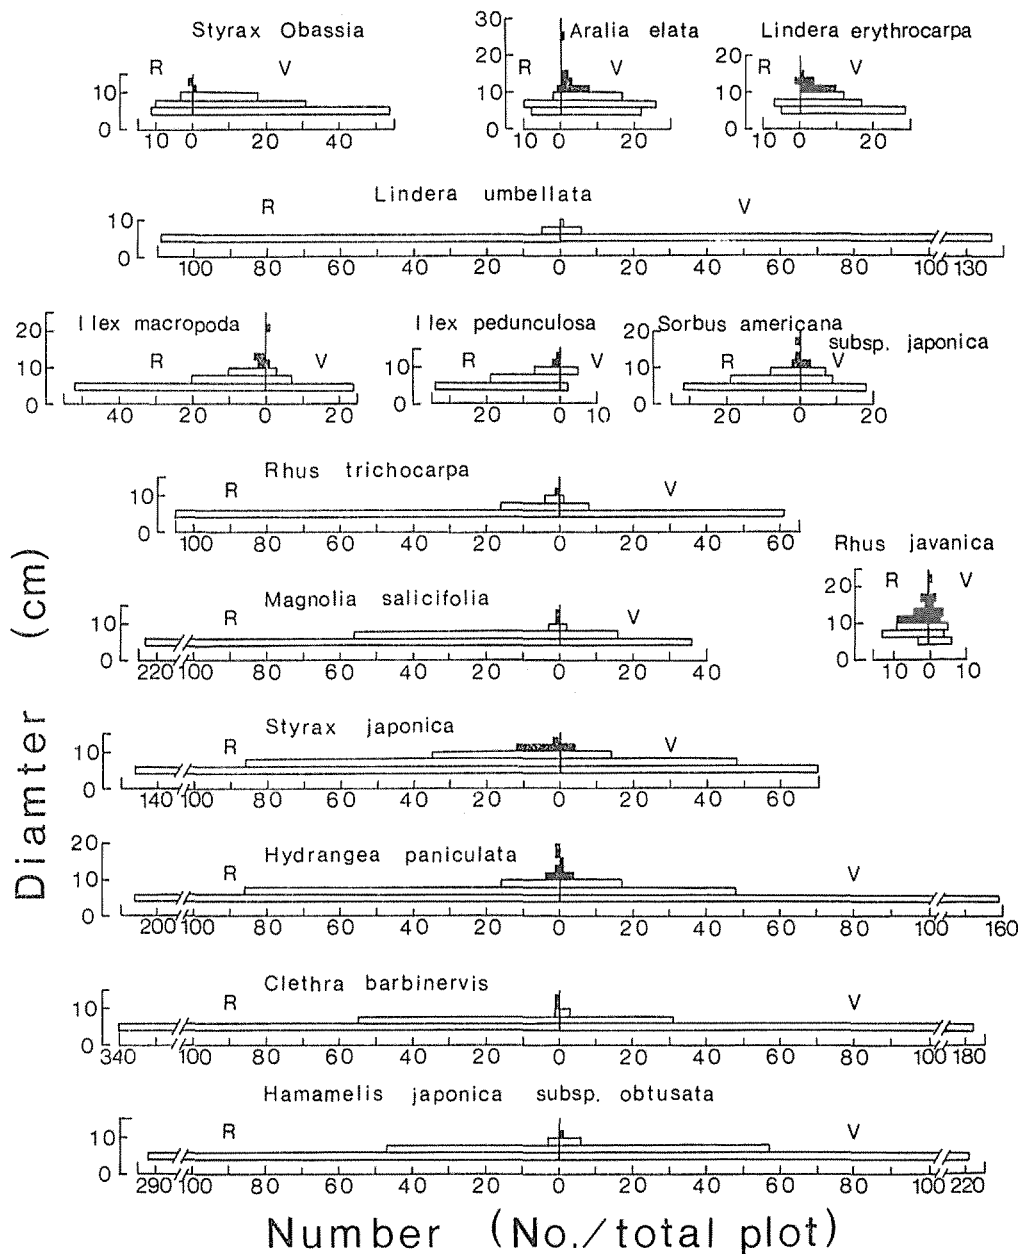 Styrax Obassia
R V
10
0
10 0 20 40
30
20
10
0
Aralia elata
R V
10 0 20
Lindera erythrocarpa
R V
20
10
0
10 0 20
Lindera umbellata
R V
10
0
100 80 60 40 20 0 20 40 60 80 100 130
Ilex macropoda
R V
20
10
0
40 20 0 20
Ilex pedunculosa
R V
10
0
20 0 10
Sorbus americana
subsp. japonica
R V
20
10
0
20 0 20
Rhus trichocarpa
R V
10
0
100 80 60 40 20 0 20 40 60
Rhus javanica
R V
20
10
0
10 0 10
Magnolia salicifolia
R V
10
0
220 100 80 60 40 20 0 20 40
Styrax japonica
R V
10
0
140 100 80 60 40 20 0 20 40 60
Hydrangea paniculata
R V
20
10
0
200 100 80 60 40 20 0 20 40 60 80 100 160
Clethra barbinervis
R V
10
0
340 100 80 60 40 20 0 20 40 60 80 100 180
Hamamelis japonica subsp. obtusata
R V
10
0
290 100 80 60 40 20 0 20 40 60 80 100 220
Diamter (cm)
Number (No./total plot)